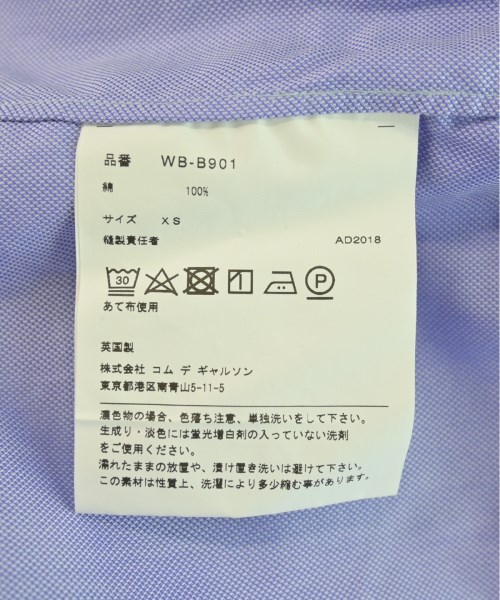 品番 WB-B901
綿 100%
サイズ XS
縫製責任者 AD2018
30 P
あて布使用
英国製
株式会社 コム デ ギャルソン
東京都港区南青山5-11-5
濃色物の場合、色落ち注意、単独洗いをして下さい。
生成り・淡色には蛍光増白剤の入っていない洗剤
をご使用ください。
濡れたままの放置や、漬け置き洗いは避けて下さい。
この素材は性質上、洗濯により多少縮む事があります。